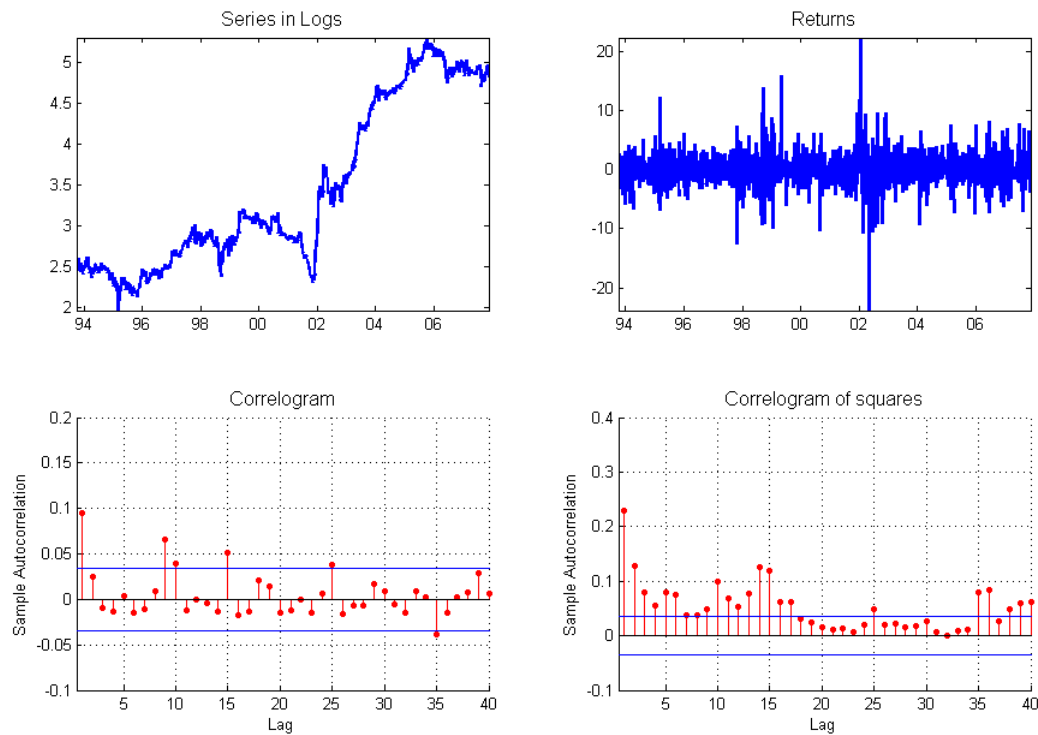 Series in Logs
5
4.5
4
3.5
3
2.5
2
94 96 98 00 02 04 06
Returns
20
10
0
-10
-20
94 96 98 00 02 04 06
Correlogram
Sample Autocorrelation
0.2
0.15
0.1
0.05
0
-0.05
-0.1
5 10 15 20 25 30 35 40
Lag
Correlogram of squares
Sample Autocorrelation
0.4
0.3
0.2
0.1
0
-0.1
5 10 15 20 25 30 35 40
Lag